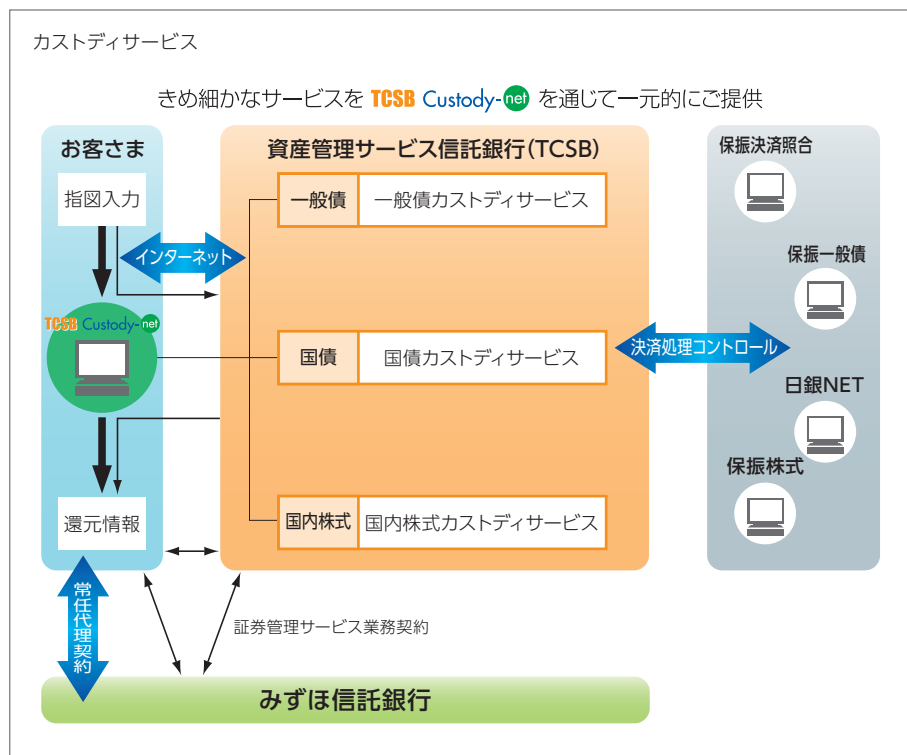 カストディサービス
きめ細かなサービスを TCSB Custody-net を通じて一元的にご提供
お客さま
指図入力
インターネット
TCSB Custody-net
還元情報
常任代理契約
資産管理サービス信託銀行(TCSB)
一般債 一般債カストディサービス
国債 国債カストディサービス
国内株式 国内株式カストディサービス
決済処理コントロール
保振決済照合
保振一般債
日銀NET
保振株式
証券管理サービス業務契約
みずほ信託銀行